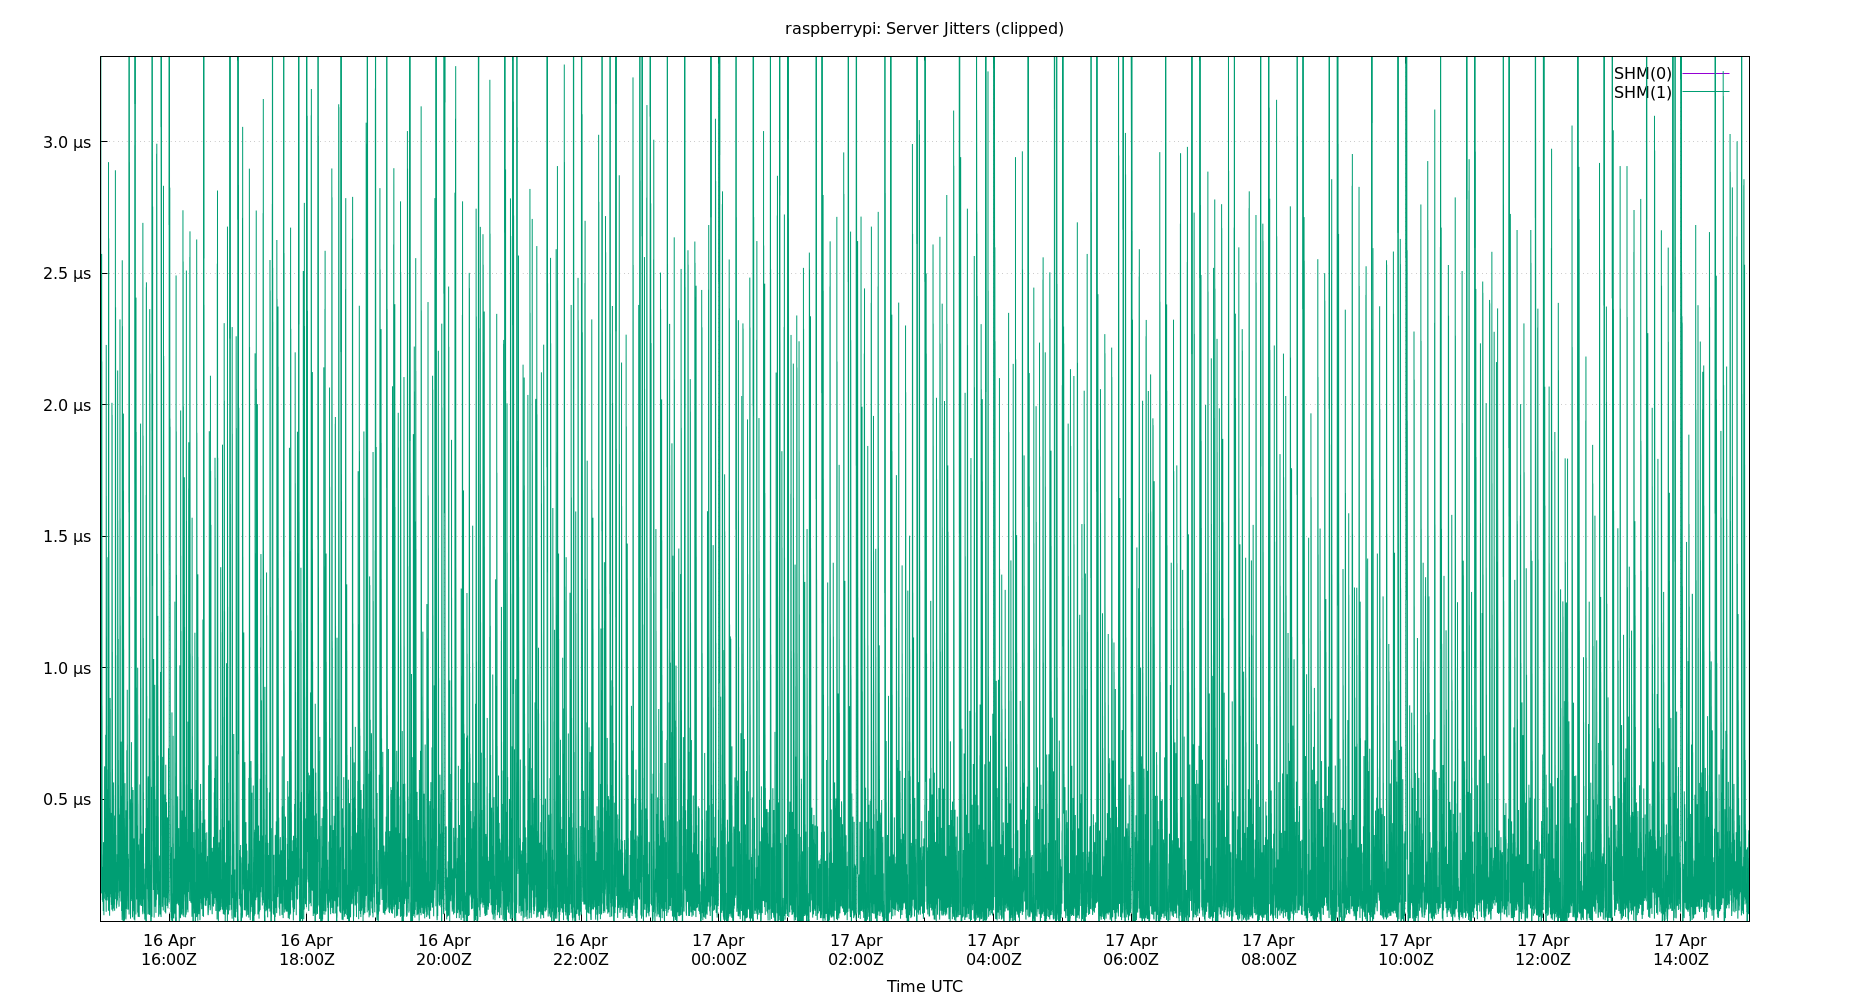 raspberrypi: Server Jitters (clipped)
SHM(0)
SHM(1)
3.0 µs
2.5 µs
2.0 µs
1.5 µs
1.0 µs
0.5 µs
16 Apr 16 Apr 16 Apr 16 Apr 17 Apr 17 Apr 17 Apr 17 Apr 17 Apr 17 Apr 17 Apr 17 Apr
16:00Z 18:00Z 20:00Z 22:00Z 00:00Z 02:00Z 04:00Z 06:00Z 08:00Z 10:00Z 12:00Z 14:00Z
Time UTC